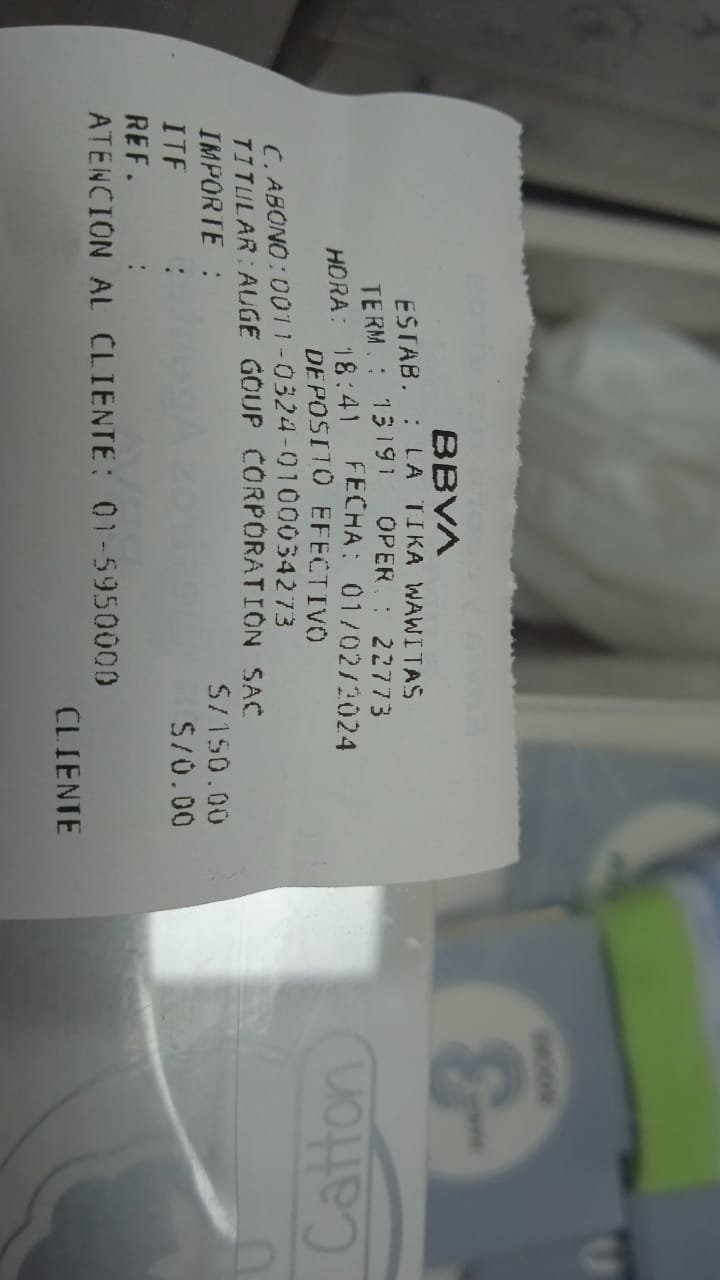 BBVA
ESTAB. : LA TIKA WAWITAS
TERM. : 13191 OPER. : 22773
HORA: 18:41 FECHA: 01/02/2024
DEPOSITO EFECTIVO
C.ABONO:0011-0324-0100034273
TITULAR:AUGE GOUP CORPORATION SAC
IMPORTE : S/150.00
ITF : S/0.00
REF. :
ATENCION AL CLIENTE: 01-5950000
CLIENTE
3
Catton